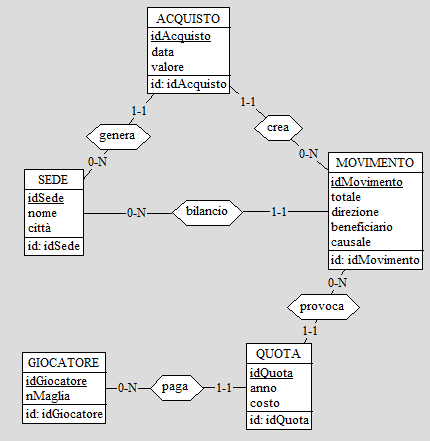 ACQUISTO
idAcquisto
data
valore
id: idAcquisto
1-1
1-1
genera
crea
0-N
0-N
SEDE
idSede
nome
città
id: idSede
0-N
bilancio
1-1
MOVIMENTO
idMovimento
totale
direzione
beneficiario
causale
id: idMovimento
0-N
provoca
1-1
GIOCATORE
idGiocatore
nMaglia
id: idGiocatore
0-N
paga
1-1
QUOTA
idQuota
anno
costo
id: idQuota